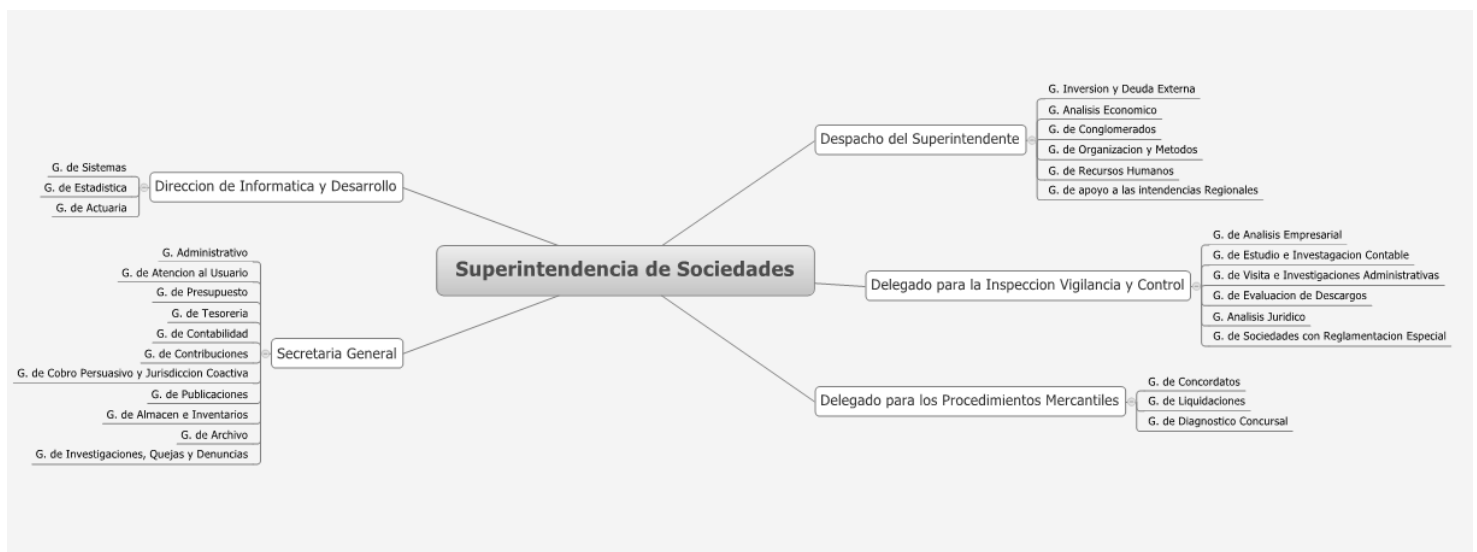 Superintendencia de Sociedades
Despacho del Superintendente
G. Inversion y Deuda Externa
G. Analisis Economico
G. de Conglomerados
G. de Organizacion y Metodos
G. de Recursos Humanos
G. de apoyo a las intendencias Regionales
Delegado para la Inspeccion Vigilancia y Control
G. de Analisis Empresarial
G. de Estudio e Investagacion Contable
G. de Visita e Investigaciones Administrativas
G. de Evaluacion de Descargos
G. Analisis Juridico
G. de Sociedades con Reglamentacion Especial
Delegado para los Procedimientos Mercantiles
G. de Concordatos
G. de Liquidaciones
G. de Diagnostico Concursal
Direccion de Informatica y Desarrollo
G. de Sistemas
G. de Estadistica
G. de Actuaria
Secretaria General
G. Administrativo
G. de Atencion al Usuario
G. de Presupuesto
G. de Tesoreria
G. de Contabilidad
G. de Contribuciones
G. de Cobro Persuasivo y Jurisdiccion Coactiva
G. de Publicaciones
G. de Almacen e Inventarios
G. de Archivo
G. de Investigaciones, Quejas y Denuncias